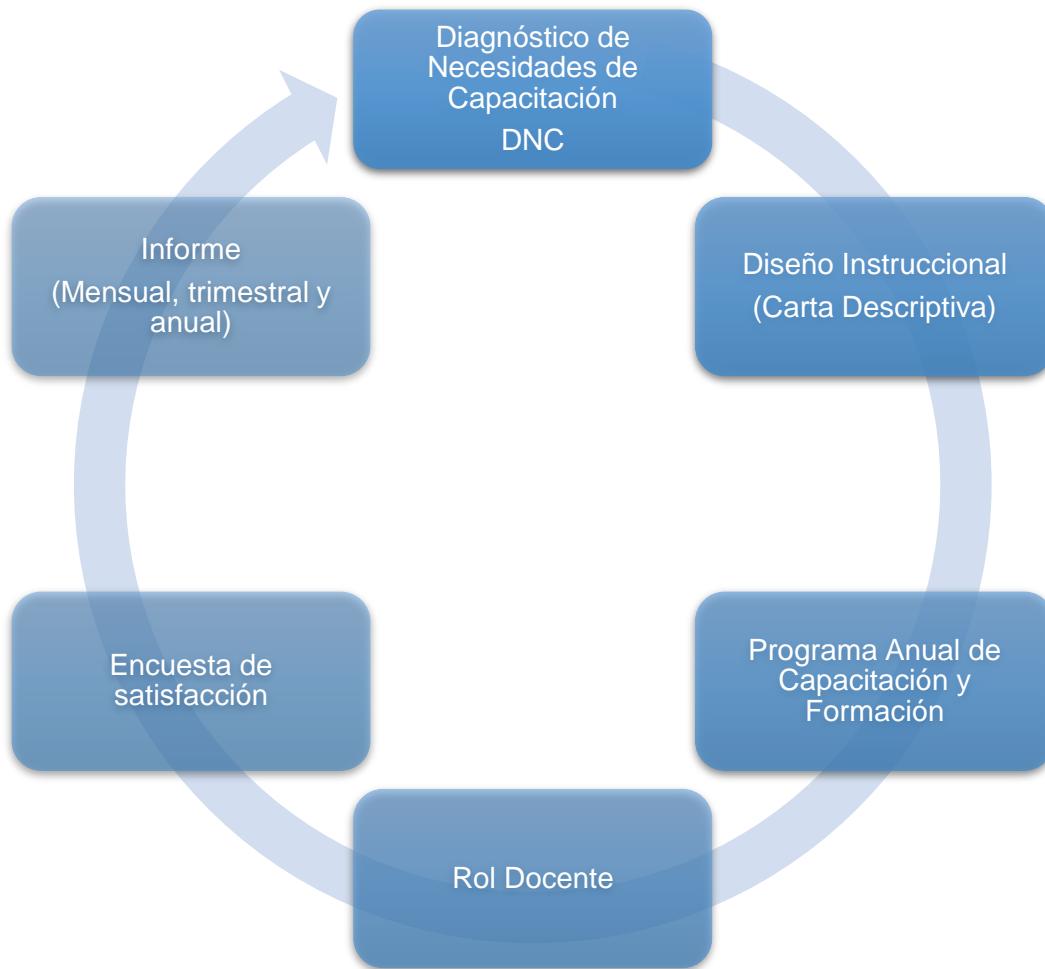 Diagnóstico de
Necesidades de
Capacitación
DNC
Diseño Instruccional
(Carta Descriptiva)
Programa Anual de
Capacitación y
Formación
Rol Docente
Encuesta de
satisfacción
Informe
(Mensual, trimestral y
anual)